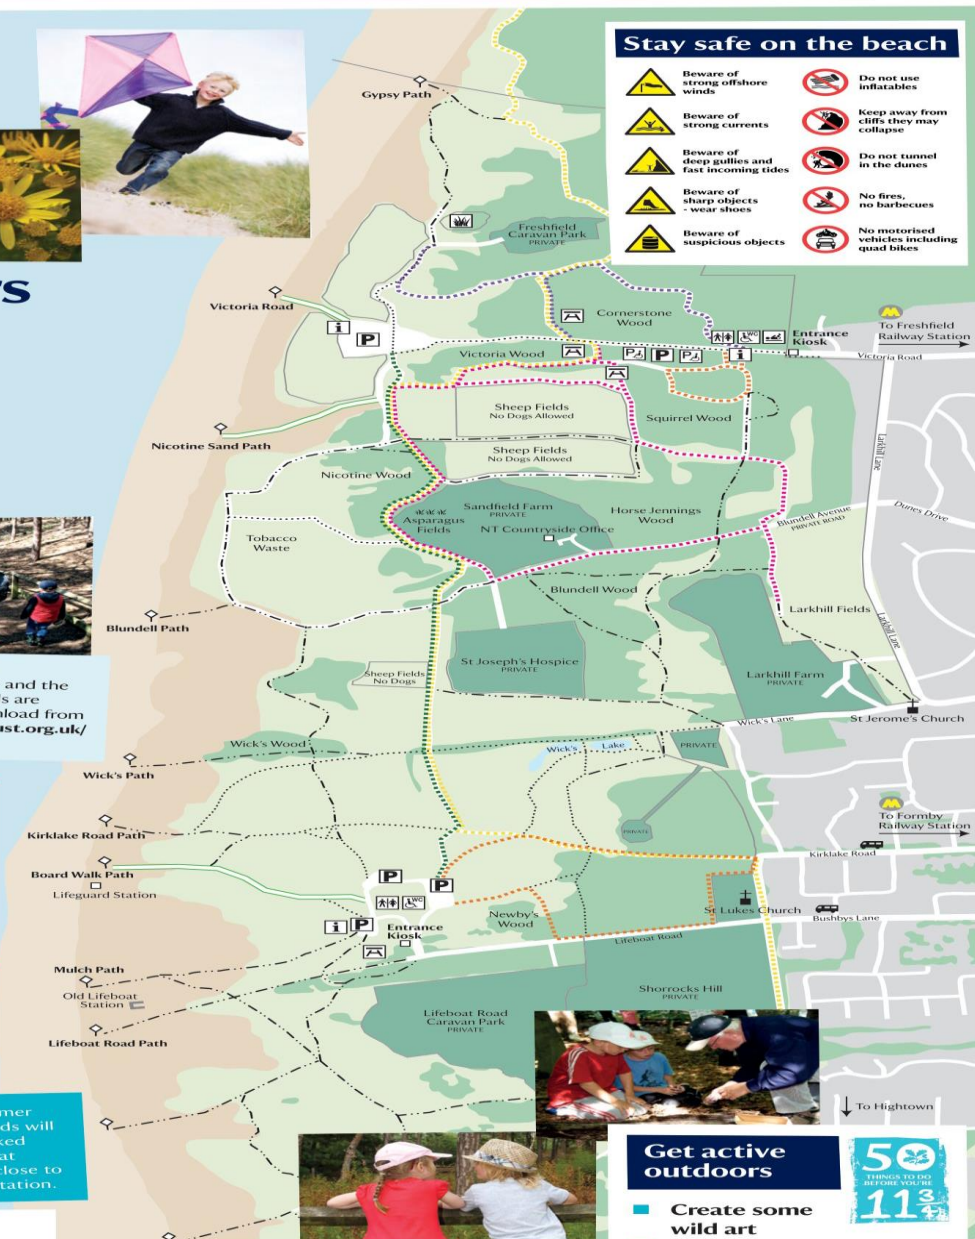 Stay safe on the beach
Beware of
strong offshore
winds
Do not use
inflatables
Beware of
strong currents
Keep away from
cliffs they may
collapse
Beware of
deep gullies and
fast incoming tides
Do not tunnel
in the dunes
Beware of
sharp objects
- wear shoes
No fires,
no barbecues
Beware of
suspicious objects
No motorised
vehicles including
quad bikes
Gypsy Path
Freshfield
Caravan Park
PRIVATE
Victoria Road
i
P
Cornerstone
Wood
WC
Entrance
Kiosk
M
To Freshfield
Railway Station
Victoria Road
Victoria Wood
P
P
P
i
Sheep Fields
No Dogs Allowed
Squirrel Wood
Nicotine Sand Path
Sheep Fields
No Dogs Allowed
Larkhill Lane
Nicotine Wood
Sandfield Farm
PRIVATE
Asparagus
Fields
NT Countryside Office
Horse Jennings
Wood
Blundell Avenue
PRIVATE ROAD
Dunes Drive
Tobacco
Waste
Blundell Wood
Larkhill Fields
Larkhill Lane
Blundell Path
St Joseph's Hospice
PRIVATE
Sheep Fields
No Dogs
Larkhill Farm
PRIVATE
and the
s are
nload from
ust.org.uk/
Wick's Lane
St Jerome's Church
Wick's Wood
Wick's Lake
PRIVATE
Wick's Path
M
To Formby
Railway Station
Kirklake Road Path
PRIVATE
Kirklake Road
Board Walk Path
Lifeguard Station
P
P
WC
i
P
Entrance
Kiosk
Newby's
Wood
St Lukes Church
Bushbys Lane
Lifeboat Road
Mulch Path
Old Lifeboat
Station
Shorrocks Hill
PRIVATE
Lifeboat Road
Caravan Park
PRIVATE
Lifeboat Road Path
To Hightown
mer
ds will
ked
at
close to
tation.
Get active
outdoors
Create some
wild art
50
THINGS TO DO
BEFORE YOU'RE
11 3/4